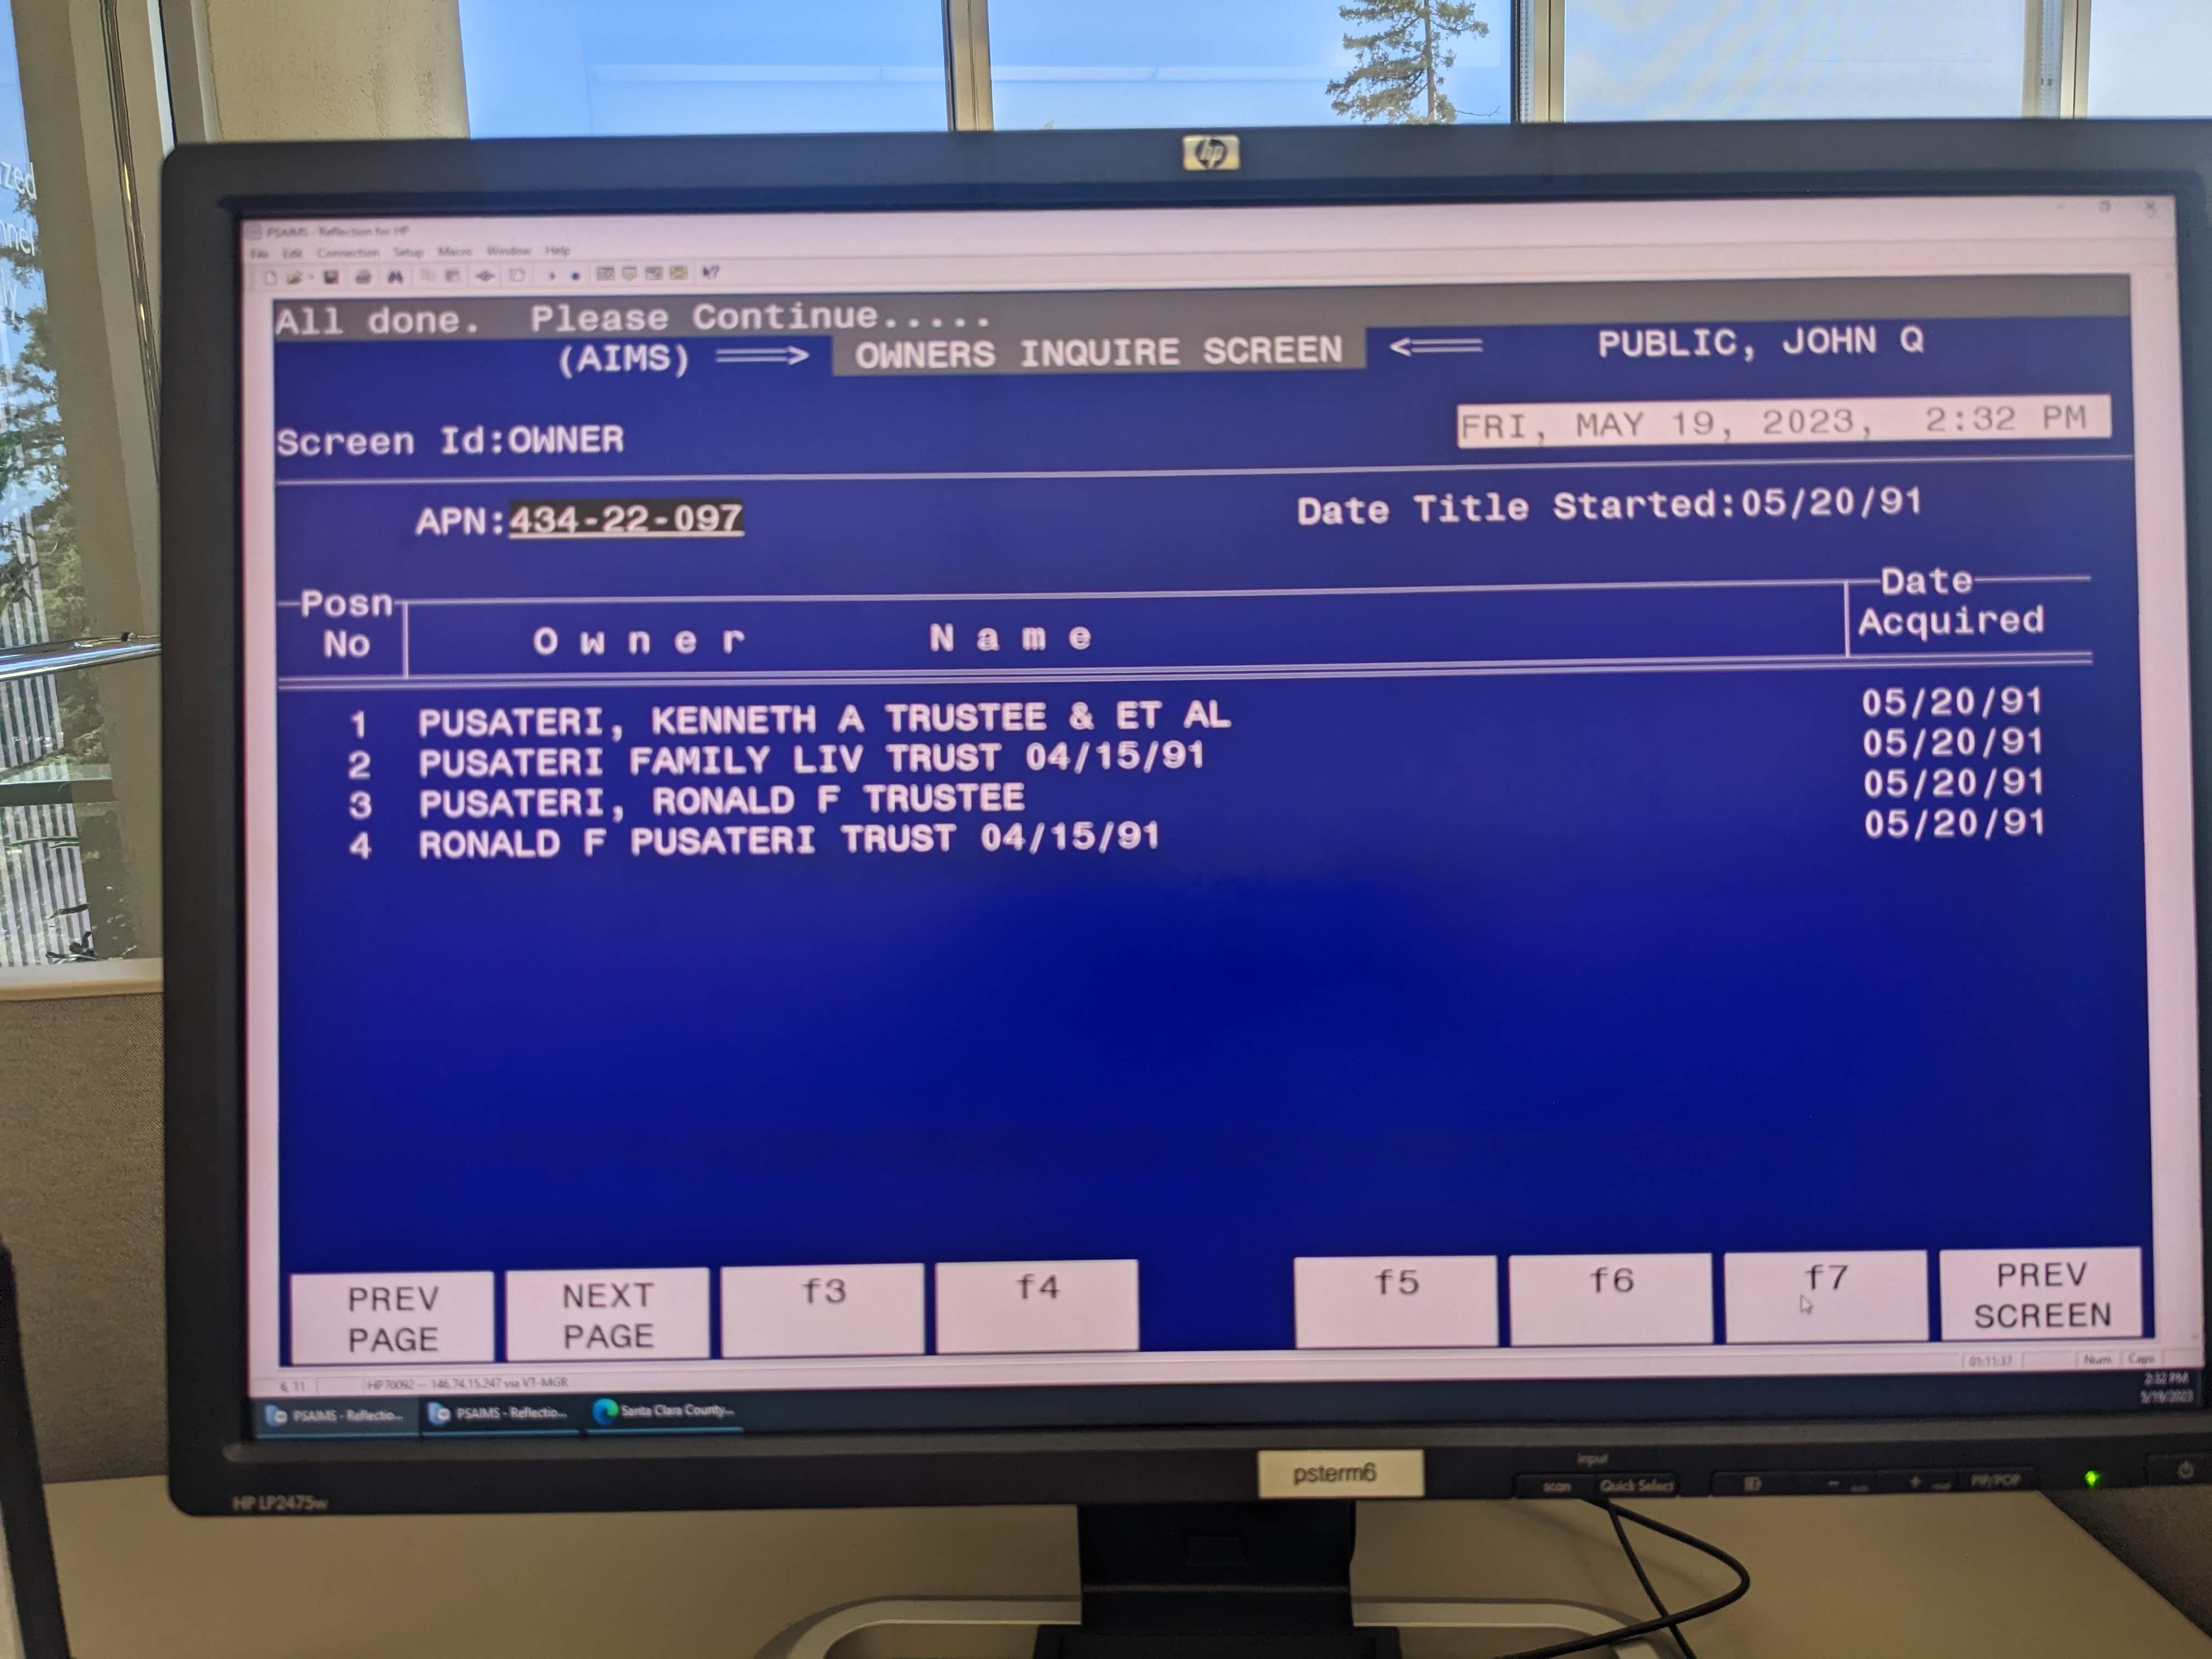 hp
PSAIMS - Reflection for HP
File Edit Connection Setup Macro Window Help
All done. Please Continue.....
(AIMS) ===> OWNERS INQUIRE SCREEN <=== PUBLIC, JOHN Q
Screen Id:OWNER FRI, MAY 19, 2023, 2:32 PM
APN:434-22-097 Date Title Started:05/20/91
Posn Date
No Owner Name Acquired
1 PUSATERI, KENNETH A TRUSTEE & ET AL 05/20/91
2 PUSATERI FAMILY LIV TRUST 04/15/91 05/20/91
3 PUSATERI, RONALD F TRUSTEE 05/20/91
4 RONALD F PUSATERI TRUST 04/15/91 05/20/91
PREV NEXT f3 f4 f5 f6 f7 PREV
PAGE PAGE SCREEN
01:11:37 Num Caps
HP70092 -- 146.74.15.247 via VT-MGR
2:32 PM
5/19/2023
PSAIMS - Reflectio... PSAIMS - Reflectio... Santa Clara County...
psterm6
input
scan Quick Select - + PIP/POP
HP LP2475w